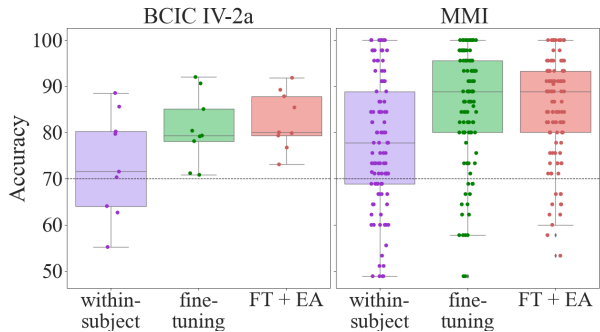 BCIC IV-2a
MMI
Accuracy
100
90
80
70
60
50
within-
subject
fine-
tuning
FT + EA
within-
subject
fine-
tuning
FT + EA